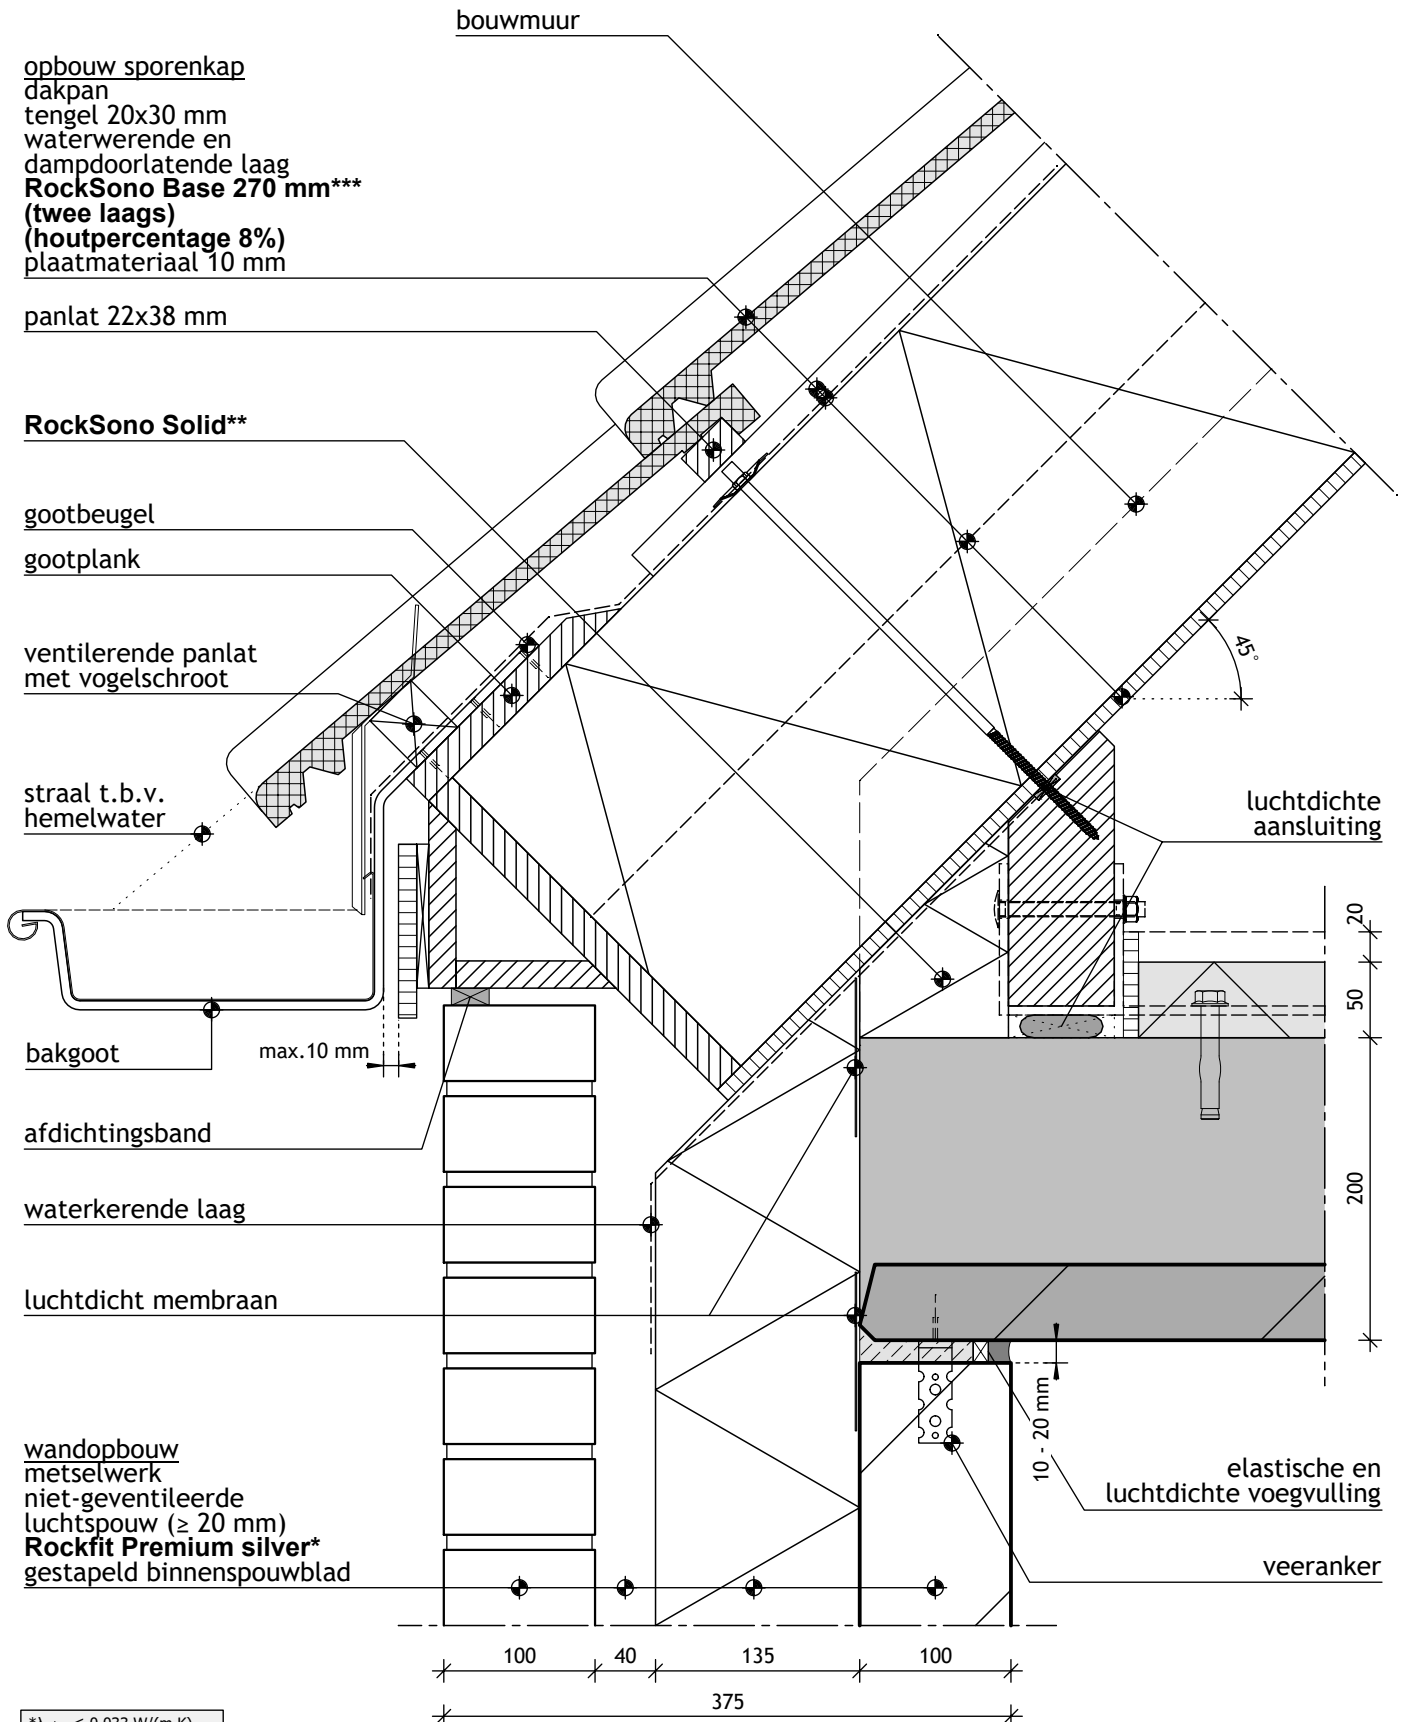 bouwmuur
opbouw sporenkap
dakpan
tengel 20x30 mm
waterwerende en
dampdoorlatende laag
RockSono Base 270 mm***
(twee laags)
(houtpercentage 8%)
plaatmateriaal 10 mm
panlat 22x38 mm
RockSono Solid**
gootbeugel
gootplank
ventilerende panlat
met vogelschroot
45°
straal t.b.v.
hemelwater
luchtdichte
aansluiting
20
50
200
bakgoot
max.10 mm
afdichtingsband
waterkerende laag
luchtdicht membraan
10 - 20 mm
wandopbouw
metselwerk
niet-geventileerde
luchtspouw (≥ 20 mm)
Rockfit Premium silver*
gestapeld binnenspouwblad
elastische en
luchtdichte voegvulling
veeranker
100
40
135
100
375